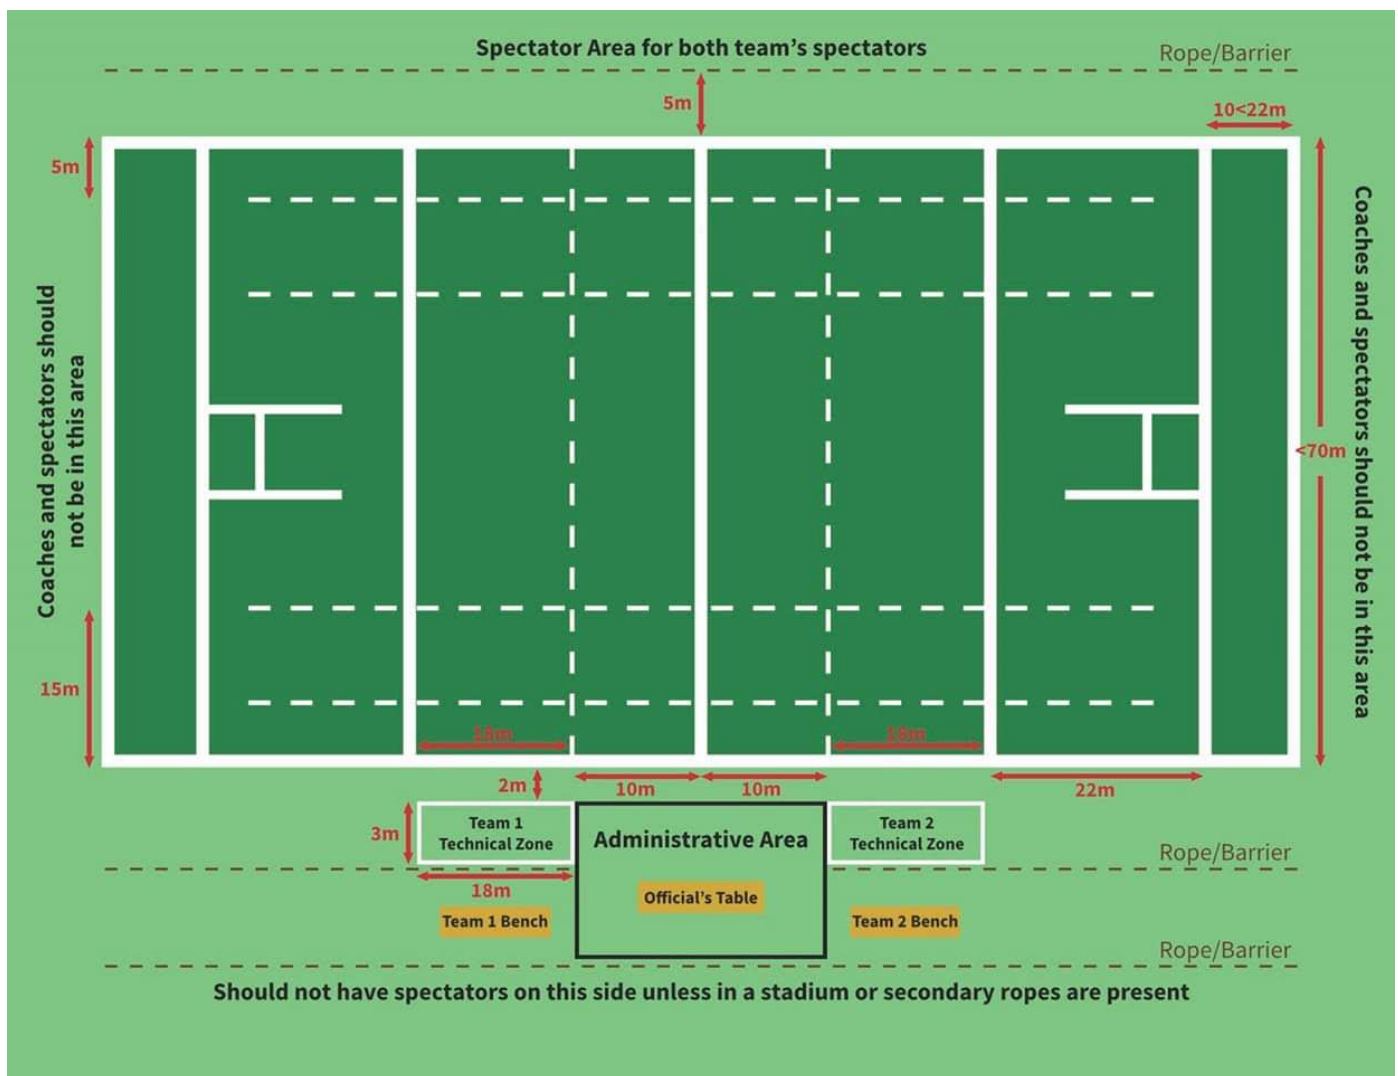 Spectator Area for both team's spectators
Rope/Barrier
5m
10<22m
5m
Coaches and spectators should
not be in this area
Coaches and spectators should not be in this area
<70m
15m
18m
18m
2m
10m
10m
22m
3m
Team 1
Technical Zone
Administrative Area
Team 2
Technical Zone
Rope/Barrier
18m
Official's Table
Team 1 Bench
Team 2 Bench
Rope/Barrier
Should not have spectators on this side unless in a stadium or secondary ropes are present